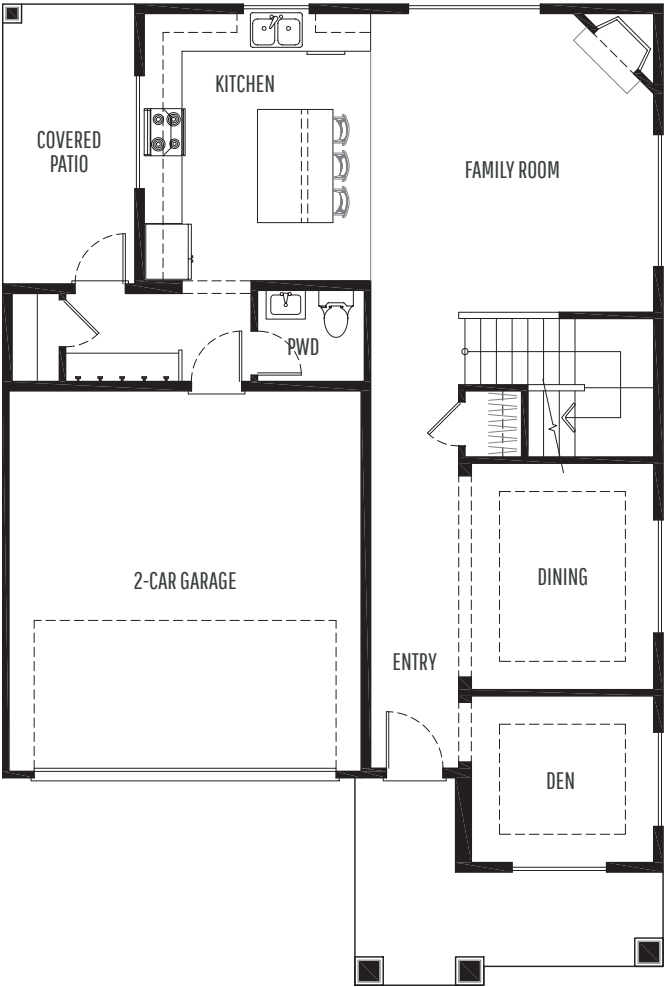 KITCHEN
COVERED
PATIO
FAMILY ROOM
PWD
2-CAR GARAGE
DINING
ENTRY
DEN